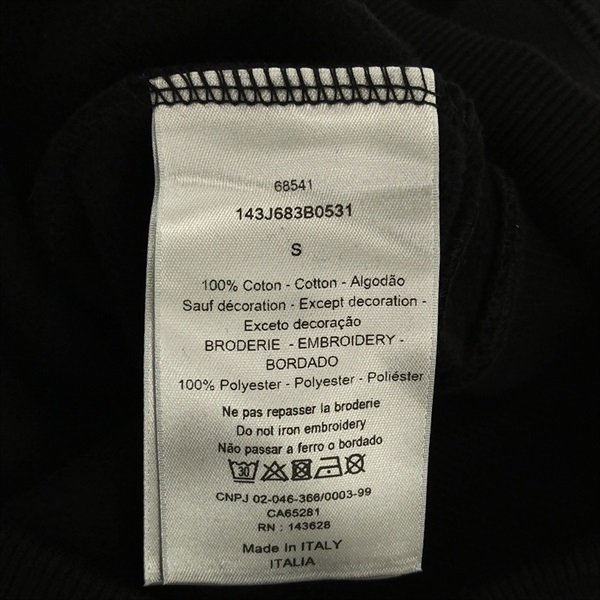 68541
143J683B0531
S
100% Coton - Cotton - Algodão
Sauf décoration - Except decoration -
Exceto decoração
BRODERIE - EMBROIDERY -
BORDADO
100% Polyester - Polyester - Poliéster
Ne pas repasser la broderie
Do not iron embroidery
Não passar a ferro o bordado
30
CNPJ 02-046-366/0003-99
CA65281
RN : 143628
Made In ITALY
ITALIA